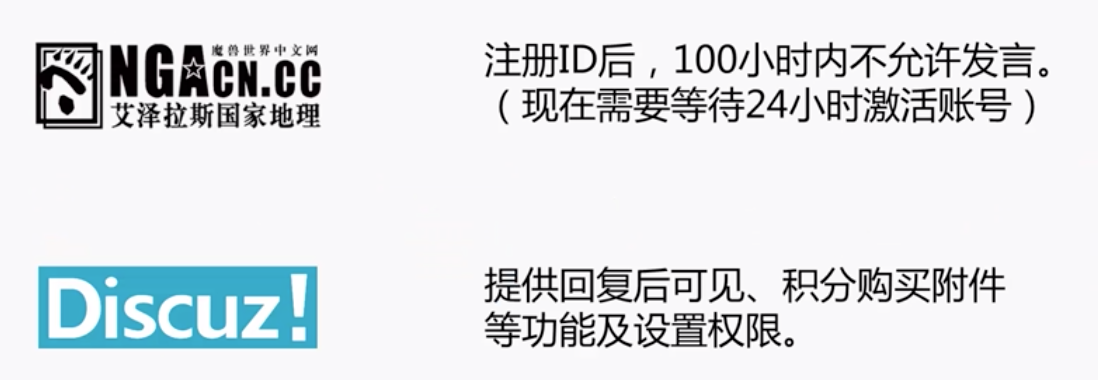 魔兽世界中文网
NGACN.CC
艾泽拉斯国家地理
注册ID后，100小时内不允许发言。
（现在需要等待24小时激活账号）
Discuz!
提供回复后可见、积分购买附件
等功能及设置权限。